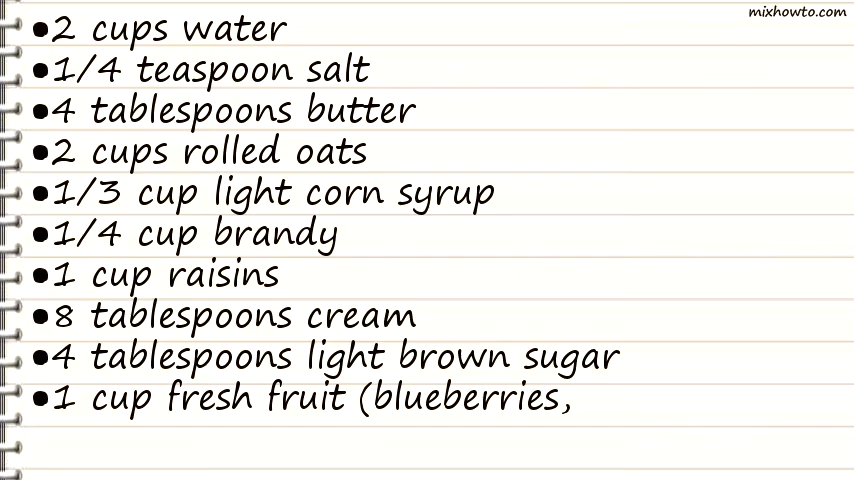 mixhowto.com
•2 cups water
•1/4 teaspoon salt
•4 tablespoons butter
•2 cups rolled oats
•1/3 cup light corn syrup
•1/4 cup brandy
•1 cup raisins
•8 tablespoons cream
•4 tablespoons light brown sugar
•1 cup fresh fruit (blueberries,